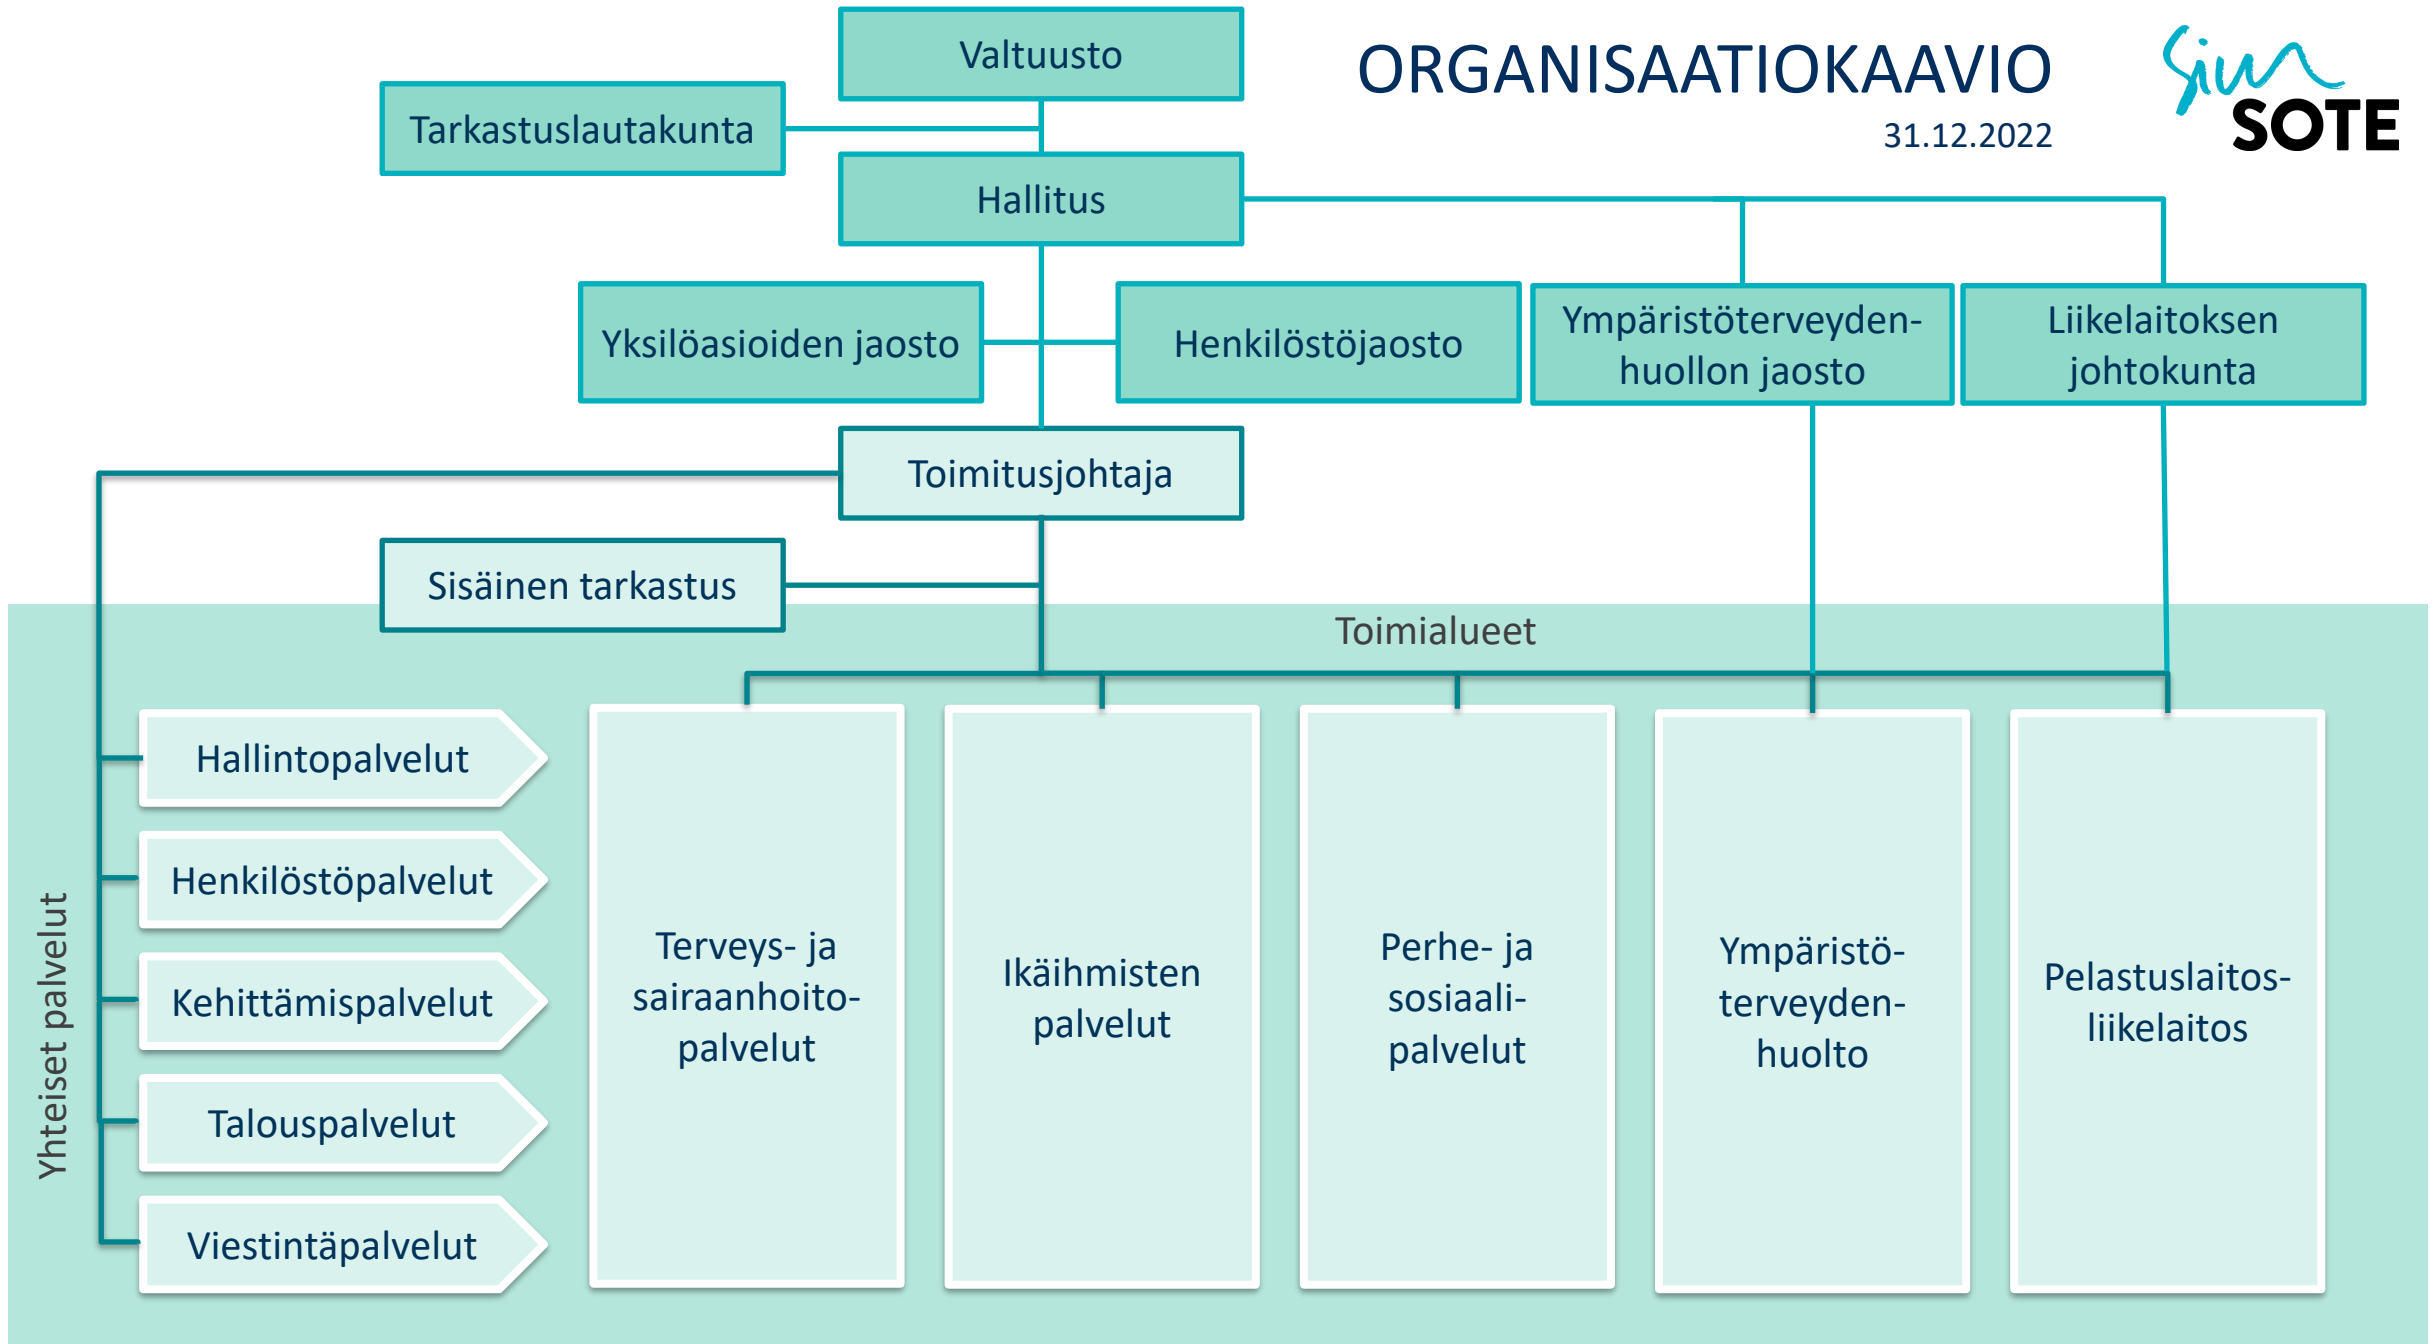 Valtuusto
ORGANISAATIOKAAVIO
31.12.2022
Siun
SOTE
Tarkastuslautakunta
Hallitus
Yksilöasioiden jaosto
Henkilöstöjaosto
Ympäristöterveyden-
huollon jaosto
Liikelaitoksen
johtokunta
Toimitusjohtaja
Sisäinen tarkastus
Toimialueet
Yhteiset palvelut
Hallintopalvelut
Henkilöstöpalvelut
Kehittämispalvelut
Talouspalvelut
Viestintäpalvelut
Terveys- ja
sairaanhoito-
palvelut
Ikäihmisten
palvelut
Perhe- ja
sosiaali-
palvelut
Ympäristö-
terveyden-
huolto
Pelastuslaitos-
liikelaitos